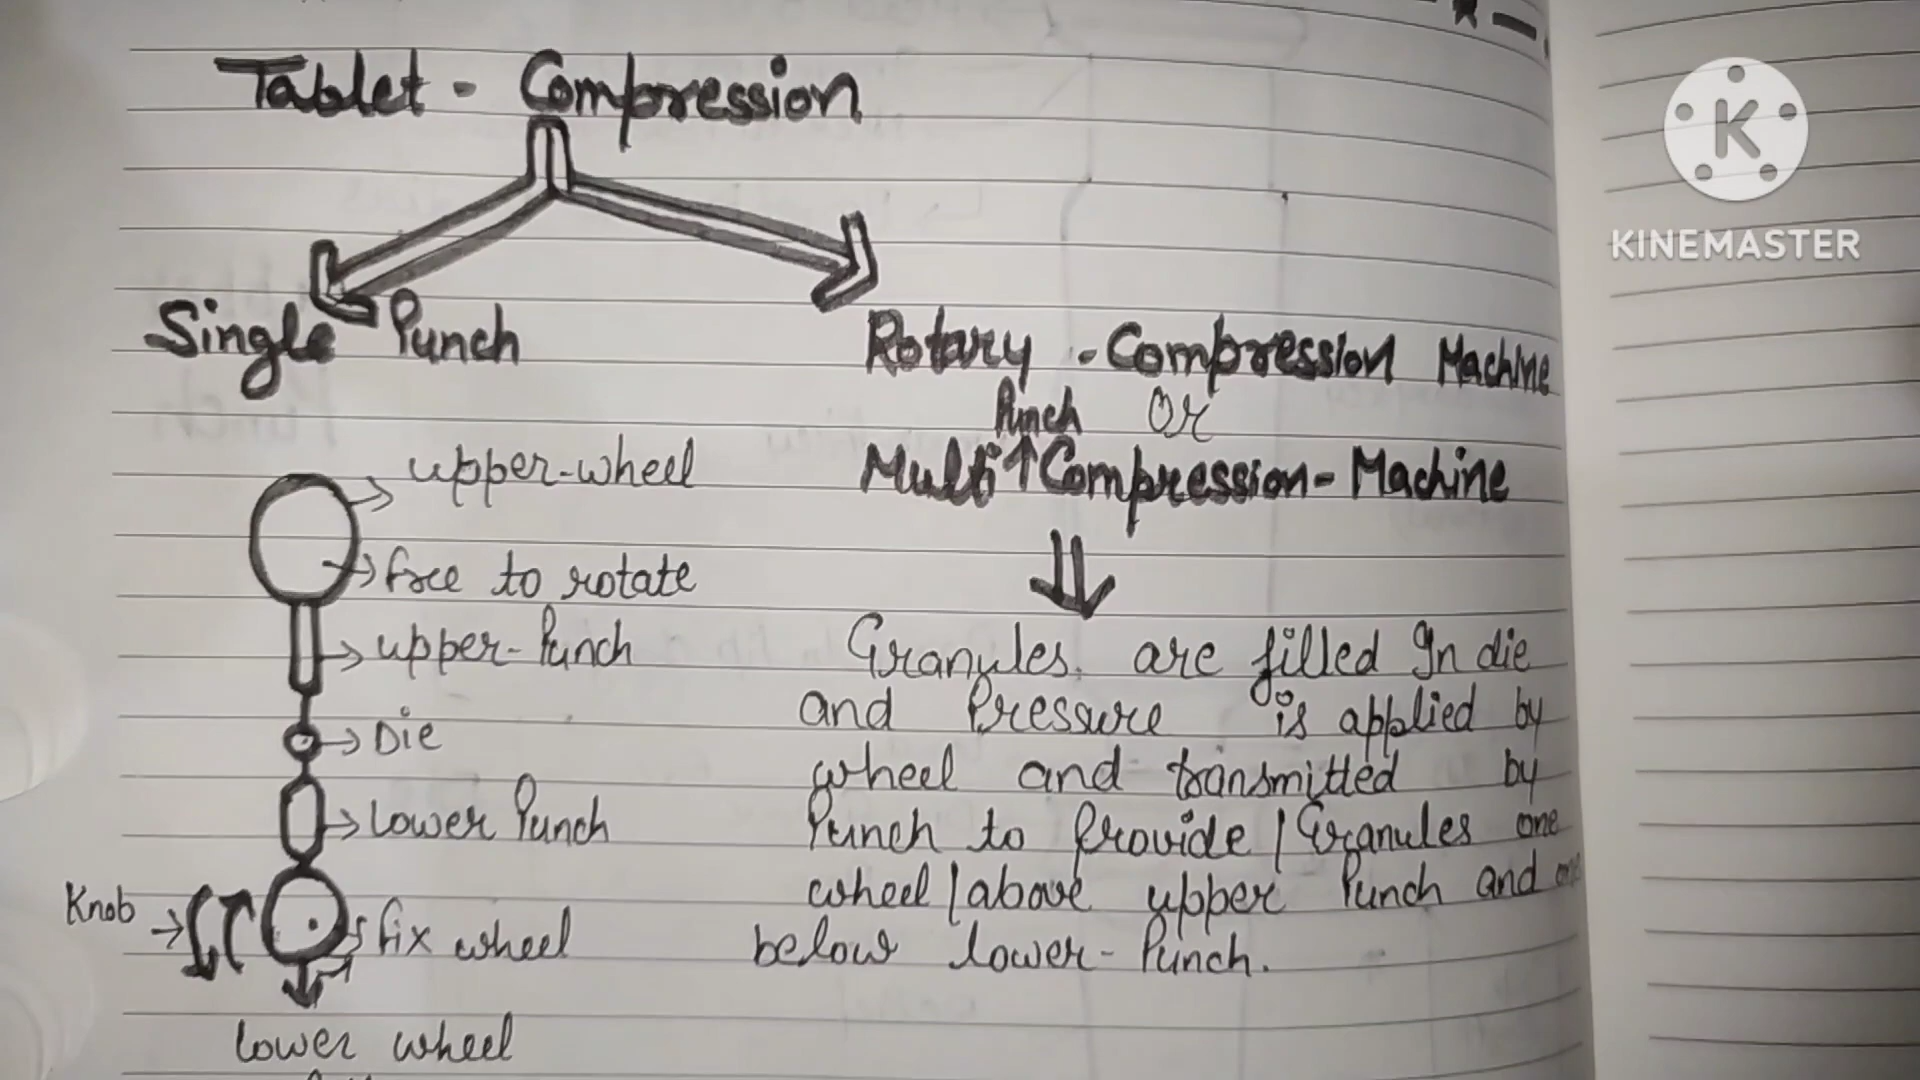 Tablet - Compression
Single Punch
Rotary - Compression Machine
Punch Or
Multi ↑ Compression - Machine
upper-wheel
free to rotate
upper-Punch
Die
Lower Punch
Knob
fix wheel
lower wheel
Granules are filled In die
and Pressure is applied by
wheel and transmitted by
Punch to Provide / Granules one
wheel / above upper Punch and one
below lower-Punch.
K
KINEMASTER